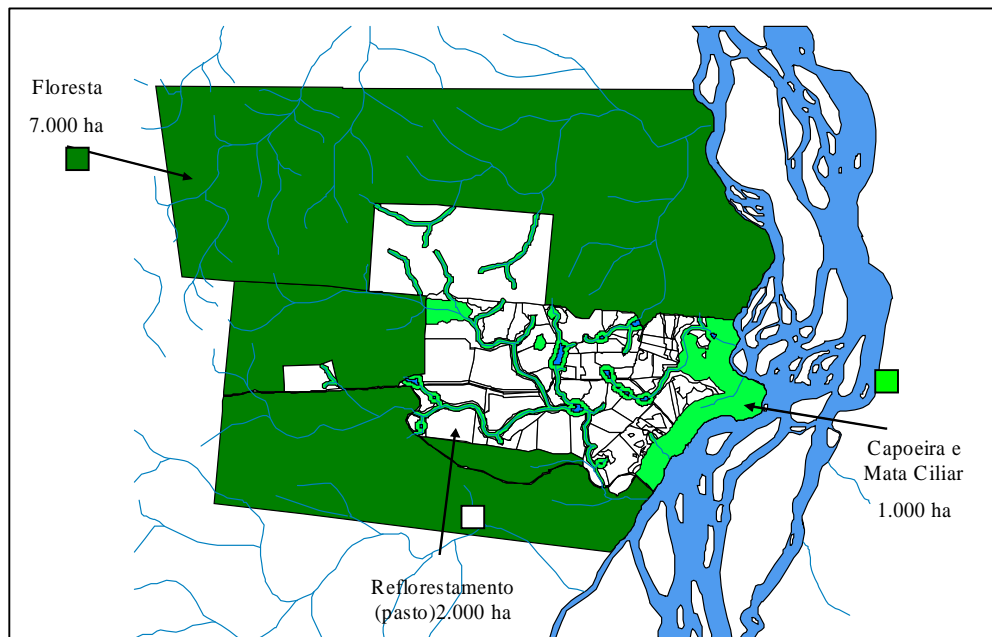 Floresta
7.000 ha
Capoeira e
Mata Ciliar
1.000 ha
Reflorestamento
(pasto)2.000 ha